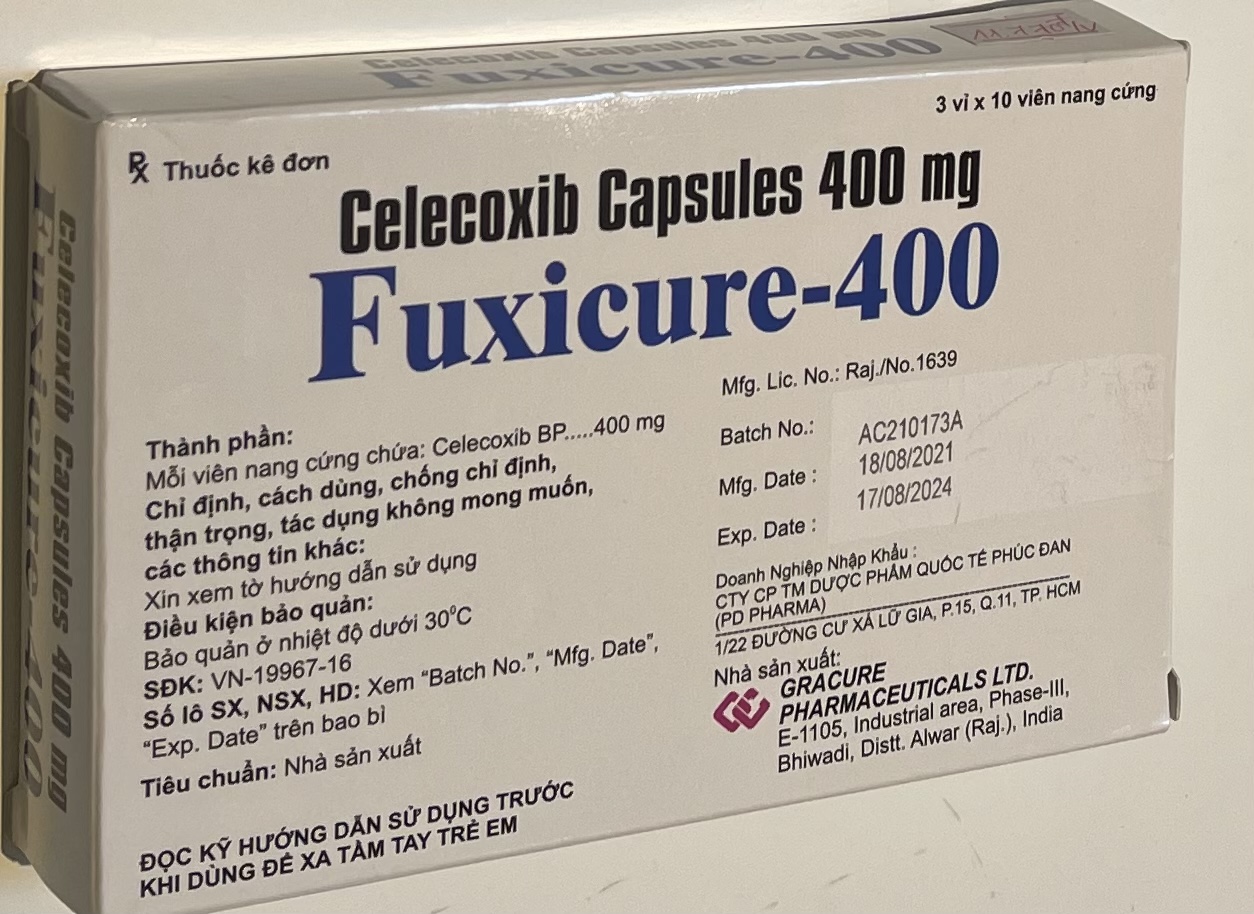 Celecoxib Capsules 400 mg
Fuxicure-400
Celecoxib Capsules 400 mg
Fuxicure-400
3 vỉ x 10 viên nang cứng
Rx Thuốc kê đơn
Celecoxib Capsules 400 mg
Fuxicure-400
Thành phần:
Mỗi viên nang cứng chứa: Celecoxib BP.....400 mg
Chỉ định, cách dùng, chống chỉ định,
thận trọng, tác dụng không mong muốn,
các thông tin khác:
Xin xem tờ hướng dẫn sử dụng
Điều kiện bảo quản:
Bảo quản ở nhiệt độ dưới 30⁰C
SĐK: VN-19967-16
Số lô SX, NSX, HD: Xem “Batch No.”, “Mfg. Date”,
“Exp. Date” trên bao bì
Tiêu chuẩn: Nhà sản xuất
ĐỌC KỸ HƯỚNG DẪN SỬ DỤNG TRƯỚC
KHI DÙNG ĐỂ XA TẦM TAY TRẺ EM
Mfg. Lic. No.: Raj./No.1639
Batch No.: AC210173A
Mfg. Date : 18/08/2021
Exp. Date : 17/08/2024
Doanh Nghiệp Nhập Khẩu :
CTY CP TM DƯỢC PHẨM QUỐC TẾ PHÚC ĐAN
(PD PHARMA)
1/22 ĐƯỜNG CƯ XÁ LỮ GIA, P.15, Q.11, TP. HCM
Nhà sản xuất:
GRACURE
PHARMACEUTICALS LTD.
E-1105, Industrial area, Phase-III,
Bhiwadi, Distt. Alwar (Raj.), India